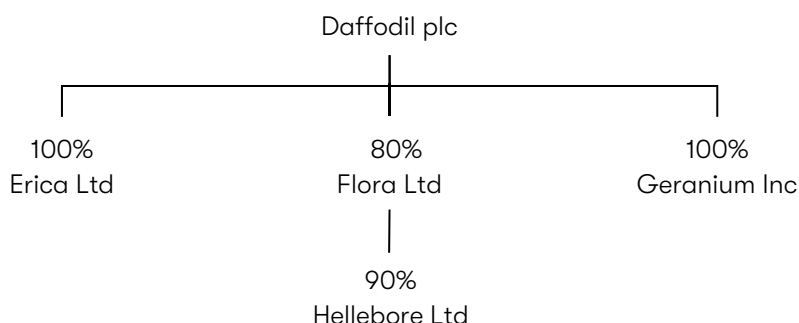 Daffodil plc
100%
80%
100%
Erica Ltd
Flora Ltd
Geranium Inc
90%
Hellebore Ltd